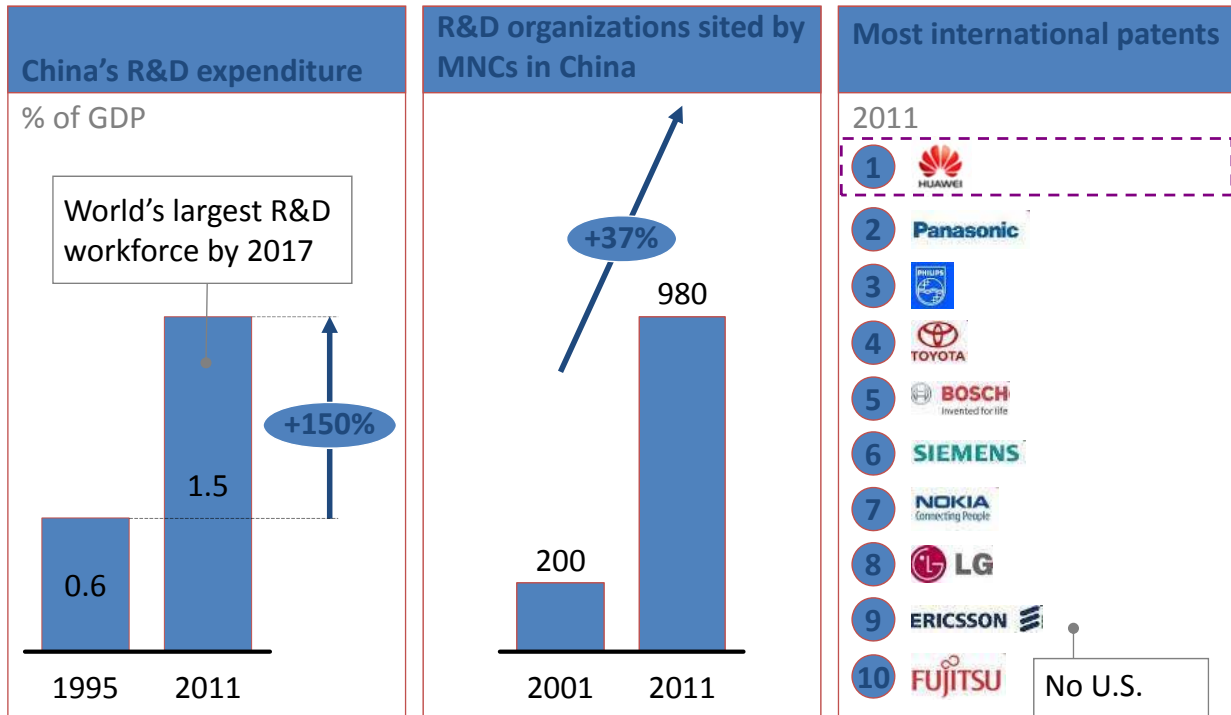 China's R&D expenditure
% of GDP
World's largest R&D
workforce by 2017
+150%
1.5
0.6
1995 2011
R&D organizations sited by
MNCs in China
+37%
980
200
2001 2011
Most international patents
2011
1 HUAWEI
2 Panasonic
3 PHILIPS
4 TOYOTA
5 BOSCH
Invented for life
6 SIEMENS
7 NOKIA
Connecting People
8 LG
9 ERICSSON
10 FUJITSU
No U.S.